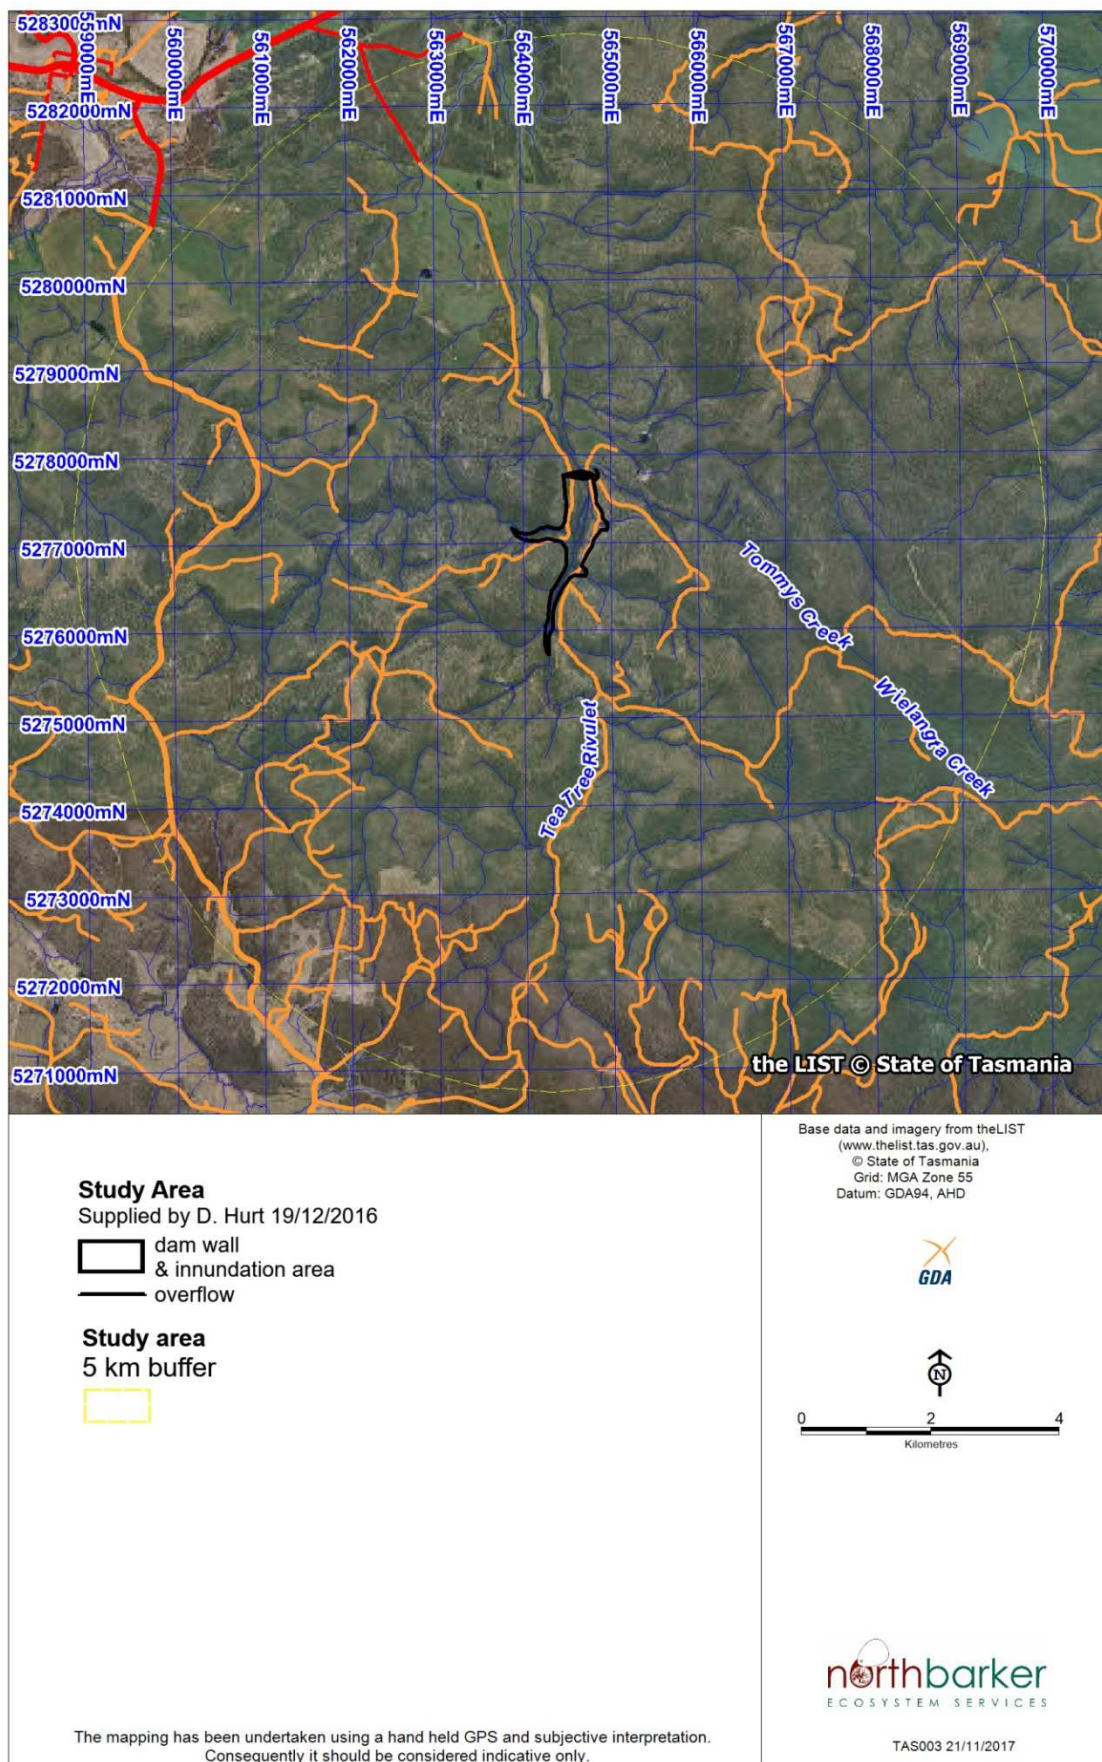 5283000mN
559000mE
560000mE
561000mE
562000mE
563000mE
564000mE
565000mE
566000mE
567000mE
568000mE
569000mE
570000mE
5282000mN
5281000mN
5280000mN
5279000mN
5278000mN
5277000mN
Tommys Creek
5276000mN
Wielangta Creek
5275000mN
Tea Tree Rivulet
5274000mN
5273000mN
5272000mN
5271000mN
the LIST © State of Tasmania
Study Area
Supplied by D. Hurt 19/12/2016
dam wall
& innundation area
overflow
Study area
5 km buffer
The mapping has been undertaken using a hand held GPS and subjective interpretation.
Consequently it should be considered indicative only.
Base data and imagery from theLIST
(www.thelist.tas.gov.au),
© State of Tasmania
Grid: MGA Zone 55
Datum: GDA94, AHD
GDA
N
0 2 4
Kilometres
northbarker
ECOSYSTEM SERVICES
TAS003 21/11/2017